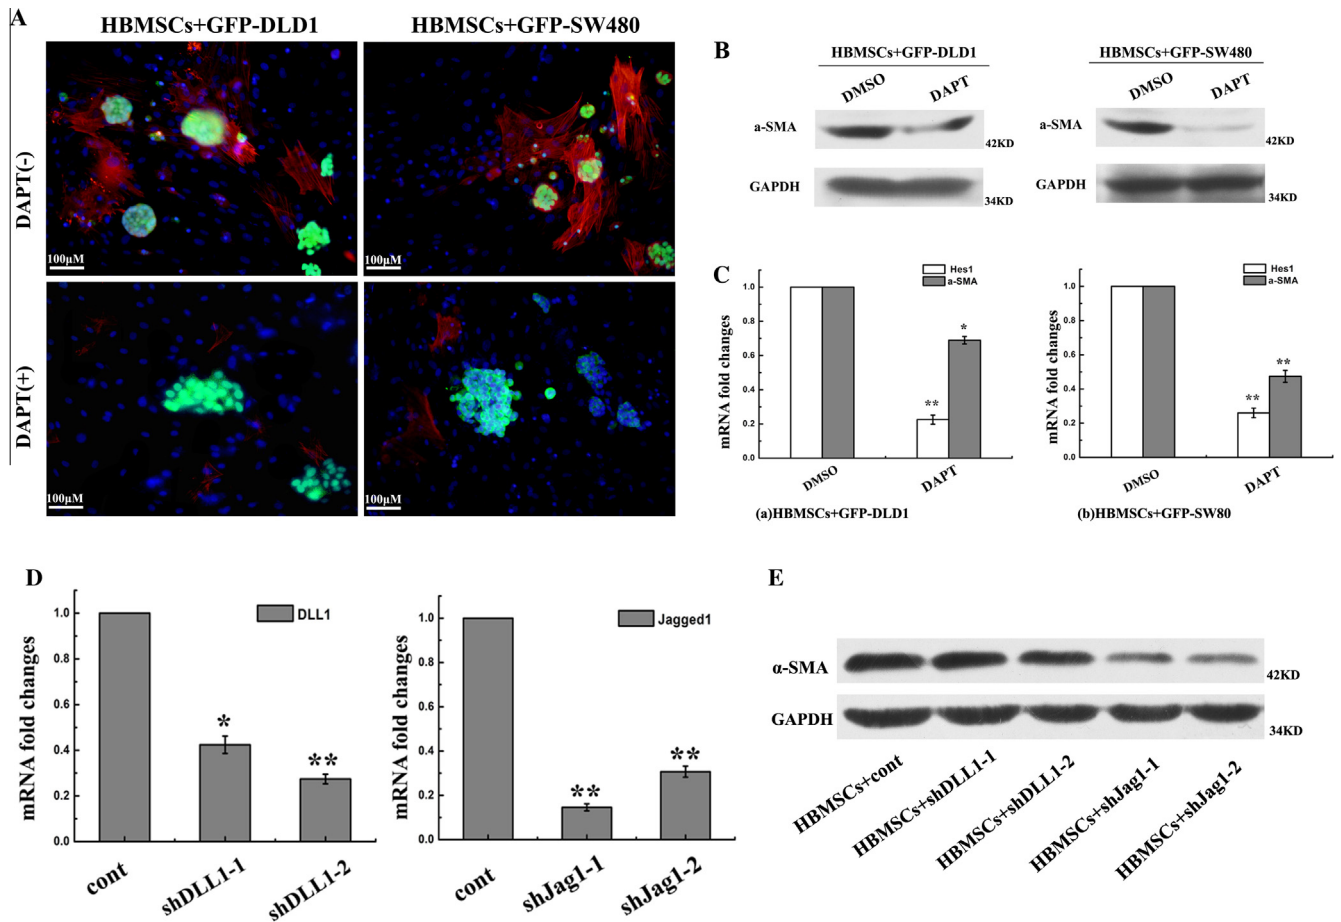 A
HBMSCs+GFP-DLD1
HBMSCs+GFP-SW480
DAPT(-)
100μM
100μM
DAPT(+)
100μM
100μM
B
HBMSCs+GFP-DLD1
DMSO
DAPT
a-SMA
42KD
GAPDH
34KD
HBMSCs+GFP-SW480
DMSO
DAPT
a-SMA
42KD
GAPDH
34KD
C
mRNA fold changes
1.0
0.8
0.6
0.4
0.2
0.0
Hes1
a-SMA
**
*
DMSO
DAPT
(a)HBMSCs+GFP-DLD1
mRNA fold changes
1.0
0.8
0.6
0.4
0.2
0.0
Hes1
a-SMA
**
**
DMSO
DAPT
(b)HBMSCs+GFP-SW80
D
mRNA fold changes
1.0
0.8
0.6
0.4
0.2
0.0
DLL1
*
**
cont
shDLL1-1
shDLL1-2
mRNA fold changes
1.0
0.8
0.6
0.4
0.2
0.0
Jagged1
**
**
cont
shJag1-1
shJag1-2
E
α-SMA
42KD
GAPDH
34KD
HBMSCs+cont
HBMSCs+shDLL1-1
HBMSCs+shDLL1-2
HBMSCs+shJag1-1
HBMSCs+shJag1-2